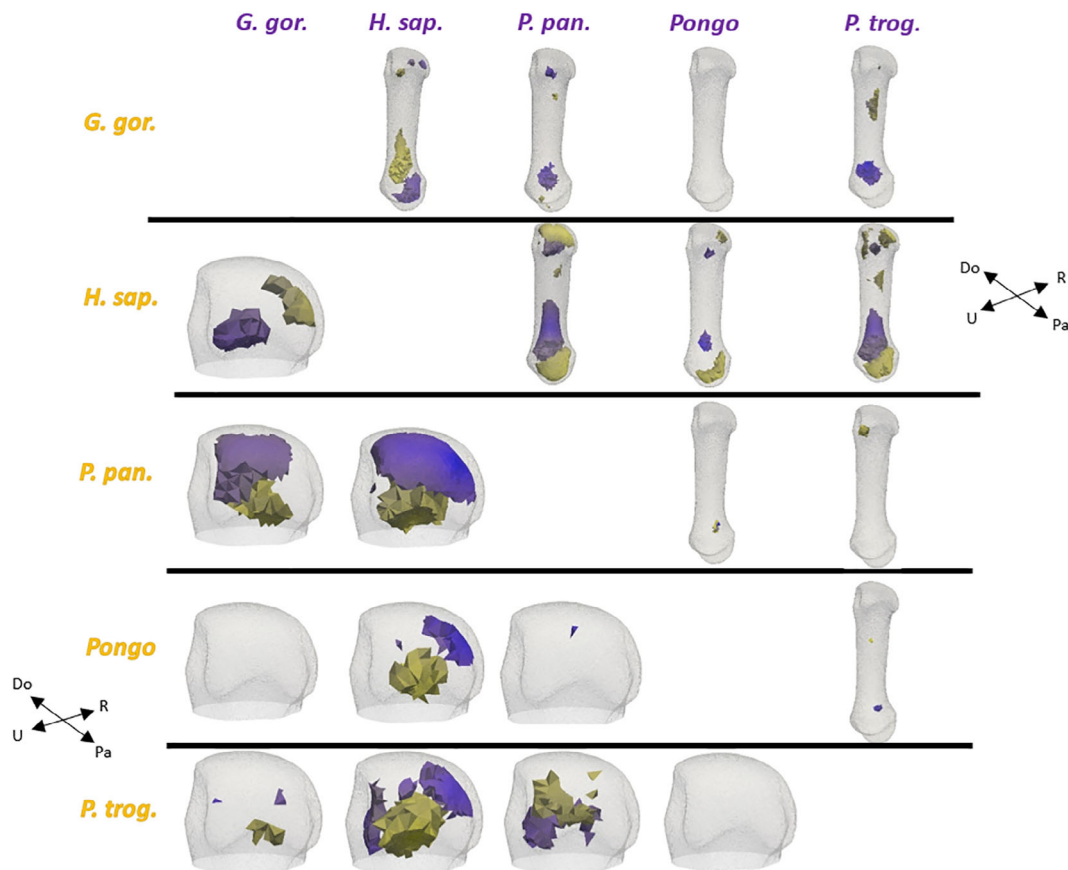 G. gor. H. sap. P. pan. Pongo P. trog.
G. gor.
H. sap.
Do
R
U
Pa
P. pan.
Pongo
Do
R
U
Pa
P. trog.